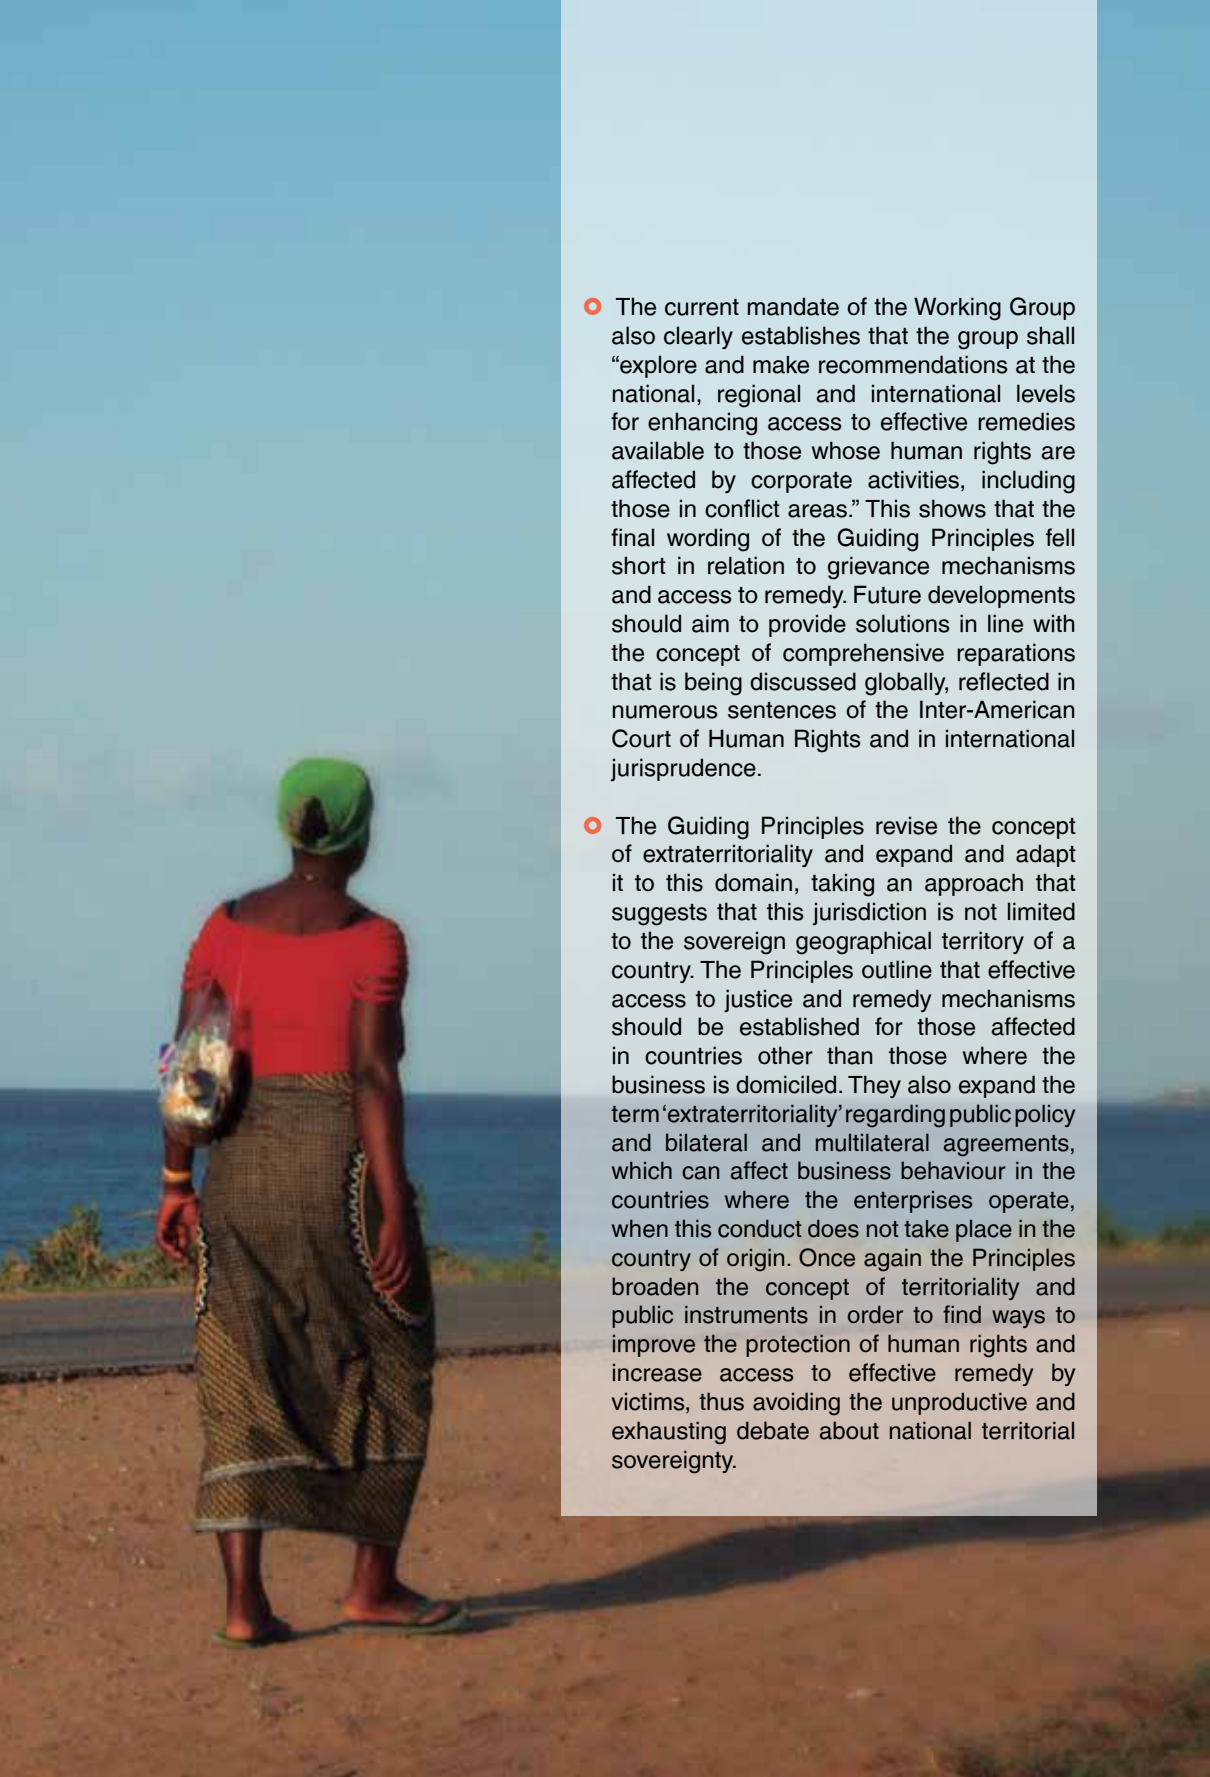 The current mandate of the Working Group
also clearly establishes that the group shall
“explore and make recommendations at the
national, regional and international levels
for enhancing access to effective remedies
available to those whose human rights are
affected by corporate activities, including
those in conflict areas.” This shows that the
final wording of the Guiding Principles fell
short in relation to grievance mechanisms
and access to remedy. Future developments
should aim to provide solutions in line with
the concept of comprehensive reparations
that is being discussed globally, reflected in
numerous sentences of the Inter-American
Court of Human Rights and in international
jurisprudence.
The Guiding Principles revise the concept
of extraterritoriality and expand and adapt
it to this domain, taking an approach that
suggests that this jurisdiction is not limited
to the sovereign geographical territory of a
country. The Principles outline that effective
access to justice and remedy mechanisms
should be established for those affected
in countries other than those where the
business is domiciled. They also expand the
term ‘extraterritoriality’ regarding public policy
and bilateral and multilateral agreements,
which can affect business behaviour in the
countries where the enterprises operate,
when this conduct does not take place in the
country of origin. Once again the Principles
broaden the concept of territoriality and
public instruments in order to find ways to
improve the protection of human rights and
increase access to effective remedy by
victims, thus avoiding the unproductive and
exhausting debate about national territorial
sovereignty.